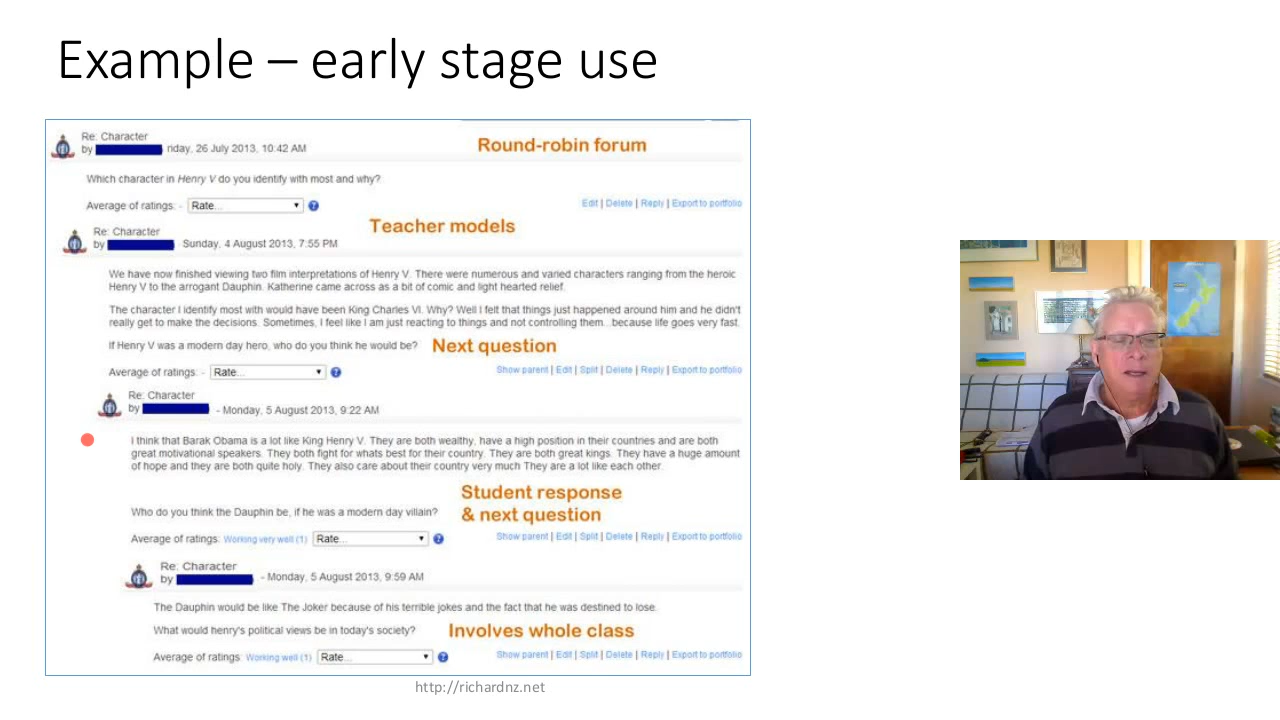 Example – early stage use
Re: Character
by nday, 26 July 2013, 10:42 AM
Round-robin forum
Which character in Henry V do you identify with most and why?
Average of ratings: - Rate...
Edit | Delete | Reply | Export to portfolio
Teacher models
Re: Character
by Sunday, 4 August 2013, 7:55 PM
We have now finished viewing two film interpretations of Henry V. There were numerous and varied characters ranging from the heroic
Henry V to the arrogant Dauphin. Katherine came across as a bit of comic and light hearted relief.
The character I identify most with would have been King Charles VI. Why? Well I felt that things just happened around him and he didn't
really get to make the decisions. Sometimes, I feel like I am just reacting to things and not controlling them...because life goes very fast.
If Henry V was a modern day hero, who do you think he would be?
Next question
Average of ratings: - Rate...
Show parent | Edit | Split | Delete | Reply | Export to portfolio
Re: Character
by - Monday, 5 August 2013, 9:22 AM
I think that Barak Obama is a lot like King Henry V. They are both wealthy, have a high position in their countries and are both
great motivational speakers. They both fight for whats best for their country. They are both great kings. They have a huge amount
of hope and they are both quite holy. They also care about their country very much They are a lot like each other.
Student response
& next question
Who do you think the Dauphin be, if he was a modern day villain?
Average of ratings: Working very well (1) Rate...
Show parent | Edit | Split | Delete | Reply | Export to portfolio
Re: Character
by - Monday, 5 August 2013, 9:59 AM
The Dauphin would be like The Joker because of his terrible jokes and the fact that he was destined to lose.
What would henry's political views be in today's society?
Involves whole class
Average of ratings: Working well (1) Rate...
Show parent | Edit | Split | Delete | Reply | Export to portfolio
http://richardnz.net